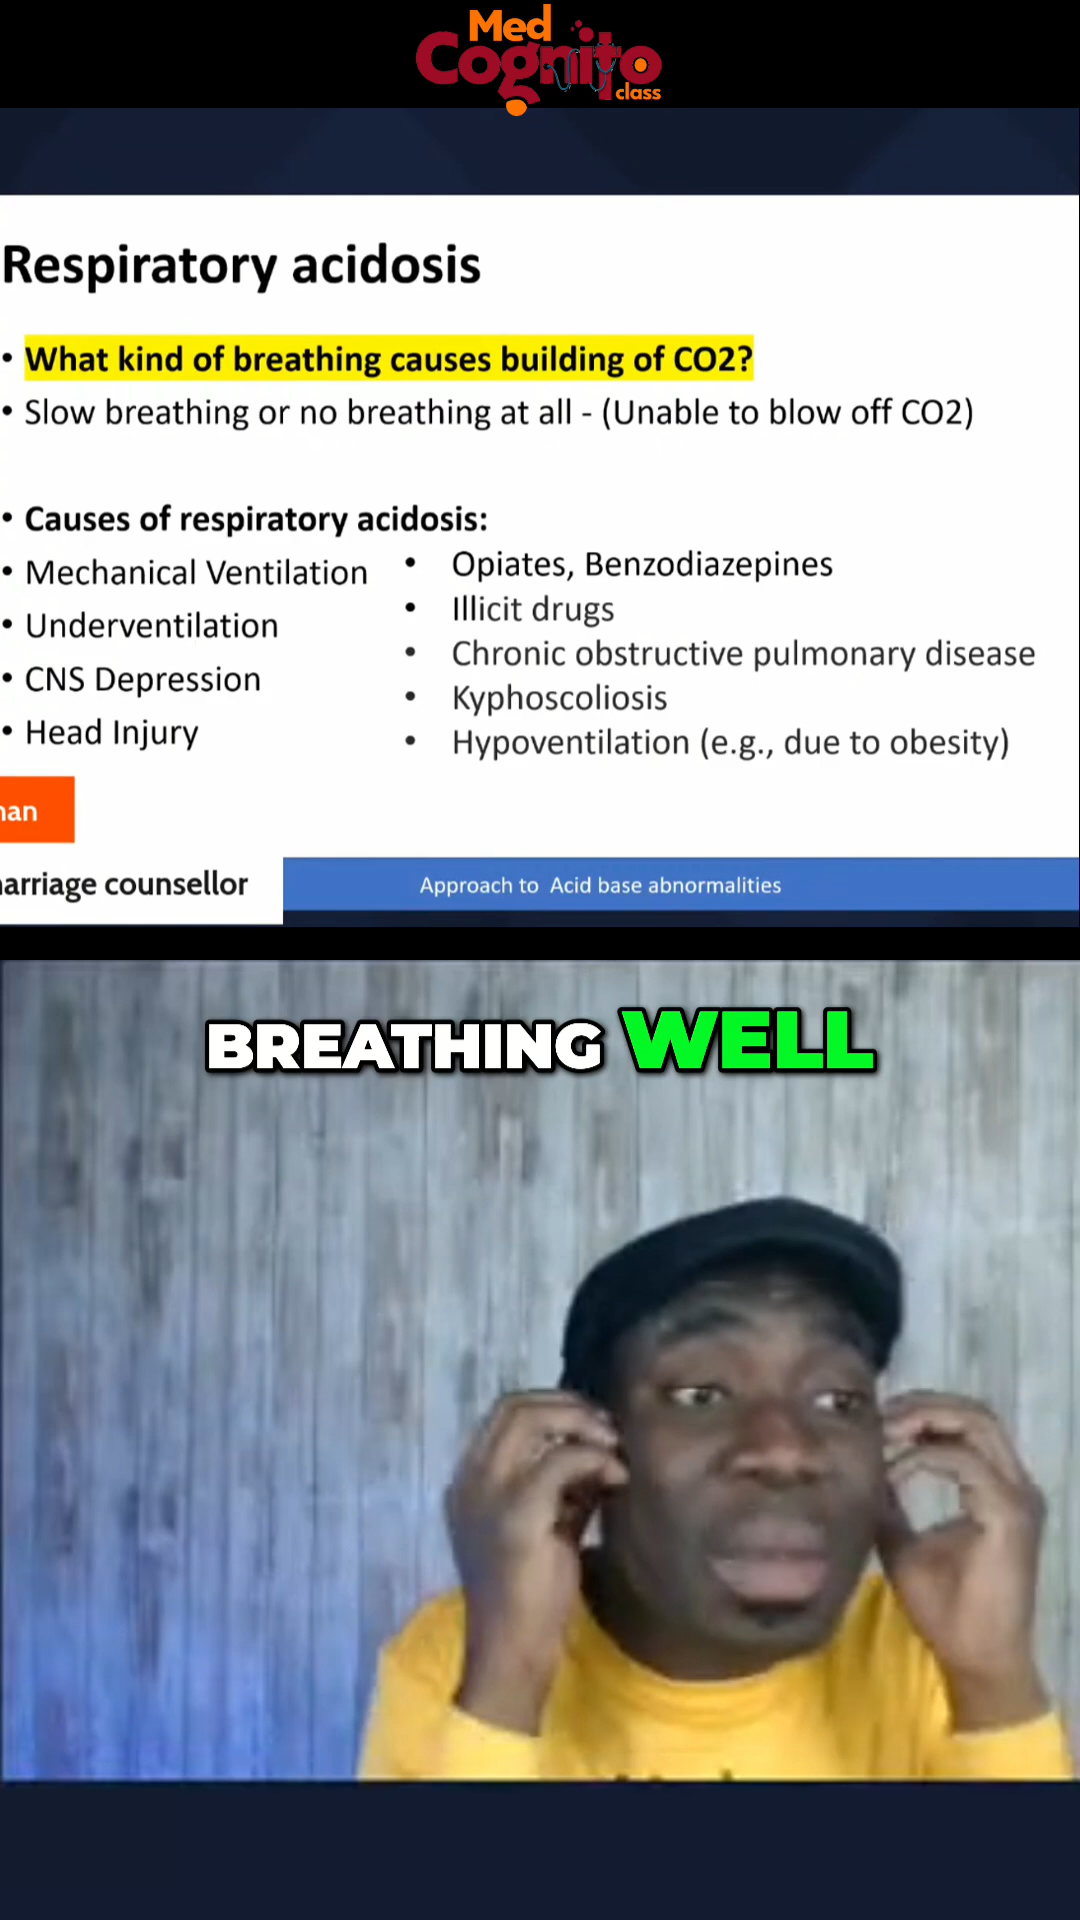 Med
Cognito
class
Respiratory acidosis
• What kind of breathing causes building of CO2?
• Slow breathing or no breathing at all - (Unable to blow off CO2)
• Causes of respiratory acidosis:
• Mechanical Ventilation
• Underventilation
• CNS Depression
• Head Injury
• Opiates, Benzodiazepines
• Illicit drugs
• Chronic obstructive pulmonary disease
• Kyphoscoliosis
• Hypoventilation (e.g., due to obesity)
nan
arriage counsellor
Approach to Acid base abnormalities
BREATHING WELL